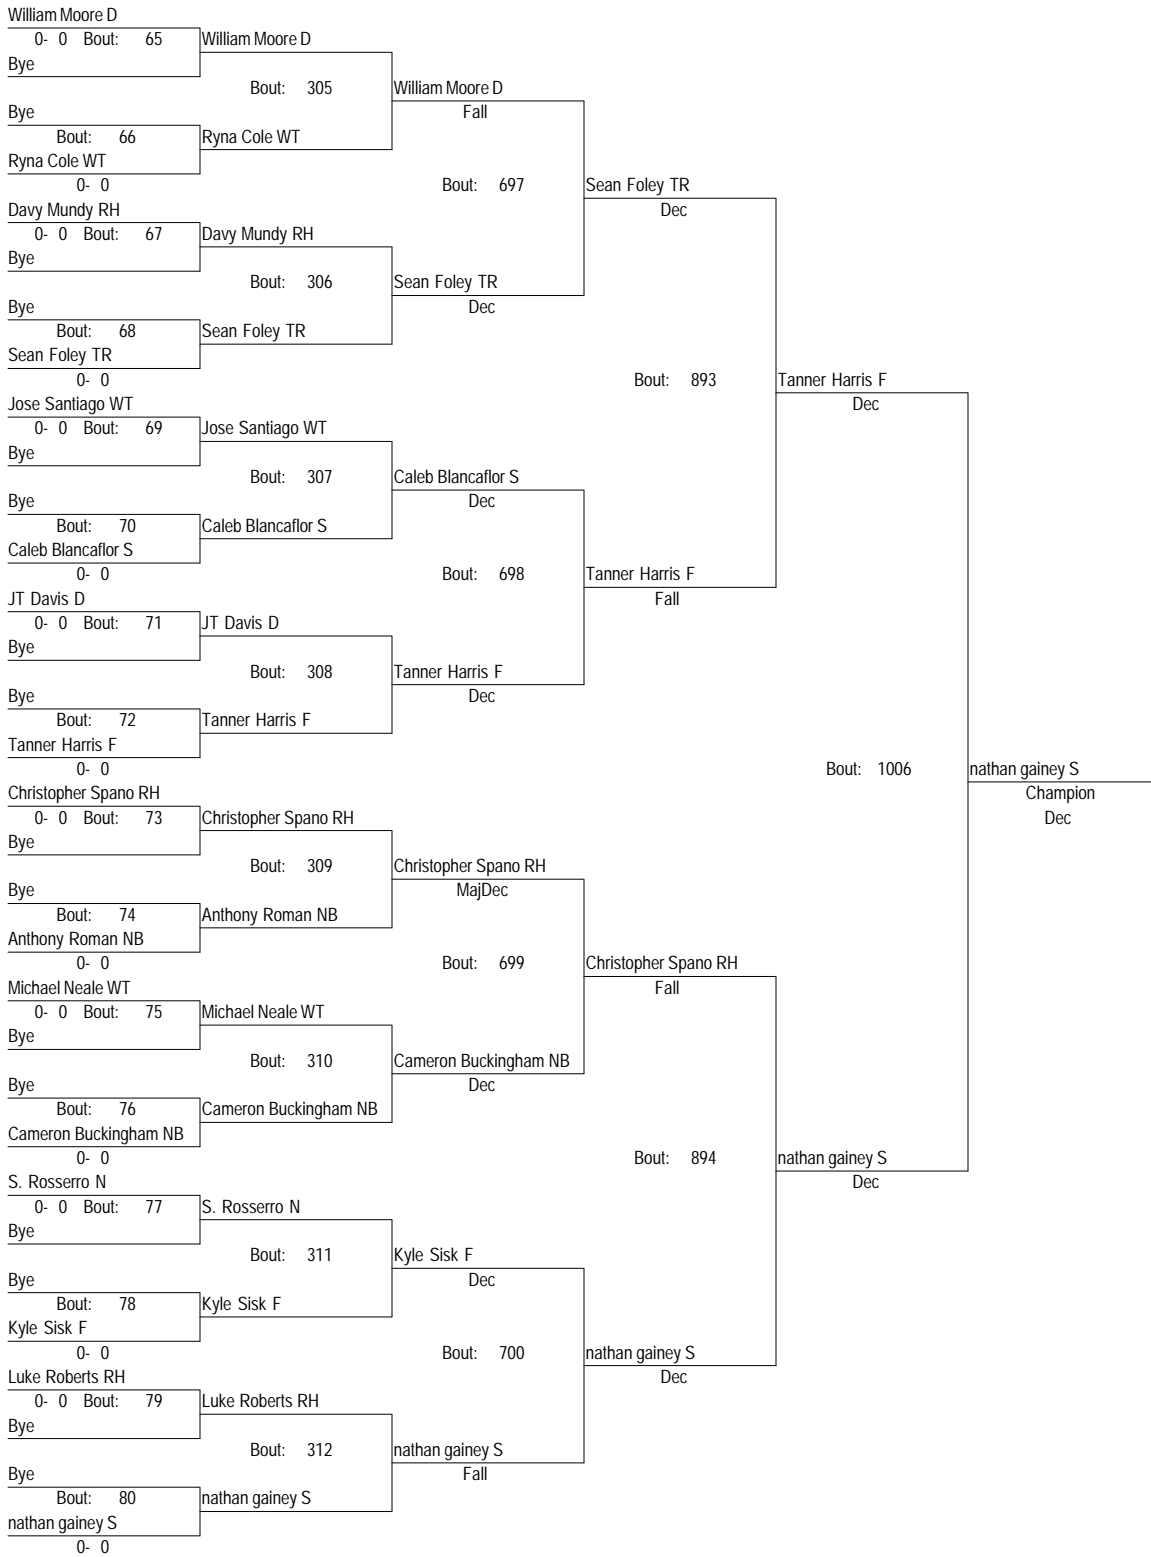 William Moore D
0- 0 Bout: 65 William Moore D
Bye
Bout: 305 William Moore D
Bye Fall
Bout: 66 Ryna Cole WT
Ryna Cole WT
0- 0 Bout: 697 Sean Foley TR
Davy Mundy RH Dec
0- 0 Bout: 67 Davy Mundy RH
Bye
Bout: 306 Sean Foley TR
Bye Dec
Bout: 68 Sean Foley TR
Sean Foley TR
0- 0 Bout: 893 Tanner Harris F
Jose Santiago WT Dec
0- 0 Bout: 69 Jose Santiago WT
Bye
Bout: 307 Caleb Blancaflor S
Bye Dec
Bout: 70 Caleb Blancaflor S
Caleb Blancaflor S
0- 0 Bout: 698 Tanner Harris F
JT Davis D Fall
0- 0 Bout: 71 JT Davis D
Bye
Bout: 308 Tanner Harris F
Bye Dec
Bout: 72 Tanner Harris F
Tanner Harris F
0- 0 Bout: 1006 nathan gainey S
Christopher Spano RH Champion
0- 0 Bout: 73 Christopher Spano RH Dec
Bye
Bout: 309 Christopher Spano RH
Bye MajDec
Bout: 74 Anthony Roman NB
Anthony Roman NB
0- 0 Bout: 699 Christopher Spano RH
Michael Neale WT Fall
0- 0 Bout: 75 Michael Neale WT
Bye
Bout: 310 Cameron Buckingham NB
Bye Dec
Bout: 76 Cameron Buckingham NB
Cameron Buckingham NB
0- 0 Bout: 894 nathan gainey S
S. Rosserro N Dec
0- 0 Bout: 77 S. Rosserro N
Bye
Bout: 311 Kyle Sisk F
Bye Dec
Bout: 78 Kyle Sisk F
Kyle Sisk F
0- 0 Bout: 700 nathan gainey S
Luke Roberts RH Dec
0- 0 Bout: 79 Luke Roberts RH
Bye
Bout: 312 nathan gainey S
Bye Fall
Bout: 80 nathan gainey S
nathan gainey S
0- 0